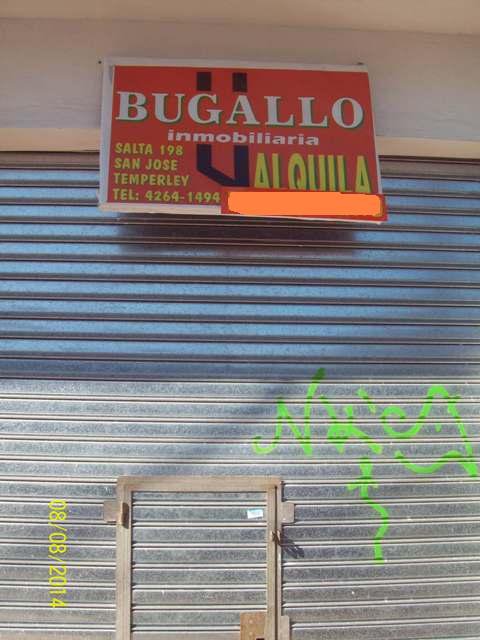 BUGALLO
inmobiliaria
SALTA 198
SAN JOSE
TEMPERLEY
TEL: 4264-1494
ALQUILA
08/08/2014